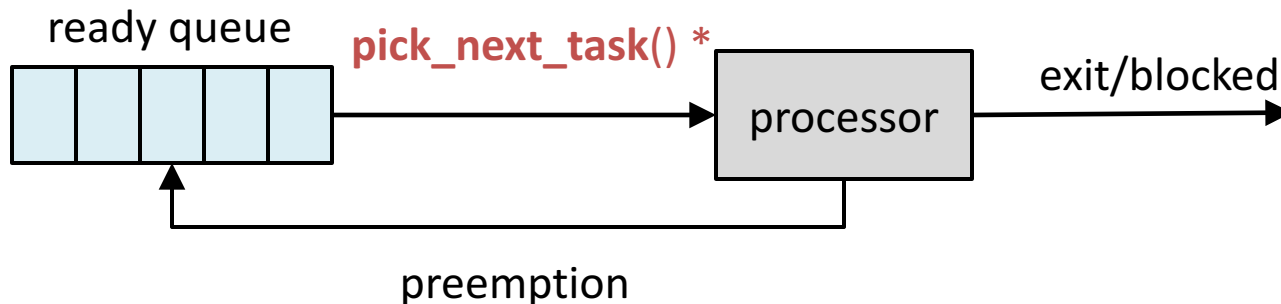 ready queue
pick_next_task() *
exit/blocked
processor
preemption